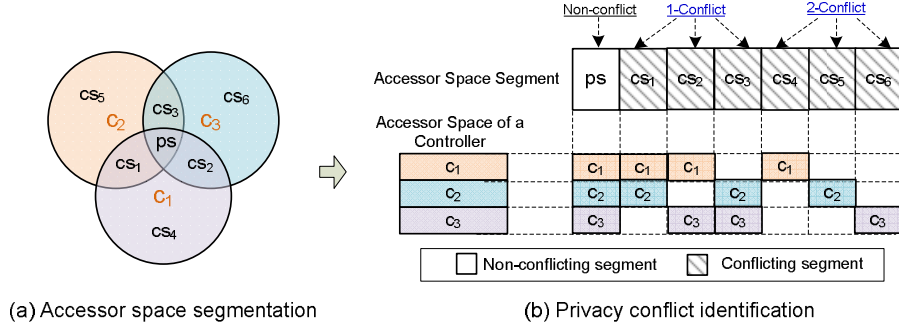 Non-conflict 1-Conflict 2-Conflict
Accessor Space Segment ps cs1 cs2 cs3 cs4 cs5 cs6
Accessor Space of a
Controller
c1 c1 c1 c1 c1
c2 c2 c2 c2 c2
c3 c3 c3 c3 c3
Non-conflicting segment Conflicting segment
cs5 cs3 cs6
c2 c3
ps
cs1 cs2
c1
cs4
(a) Accessor space segmentation (b) Privacy conflict identification